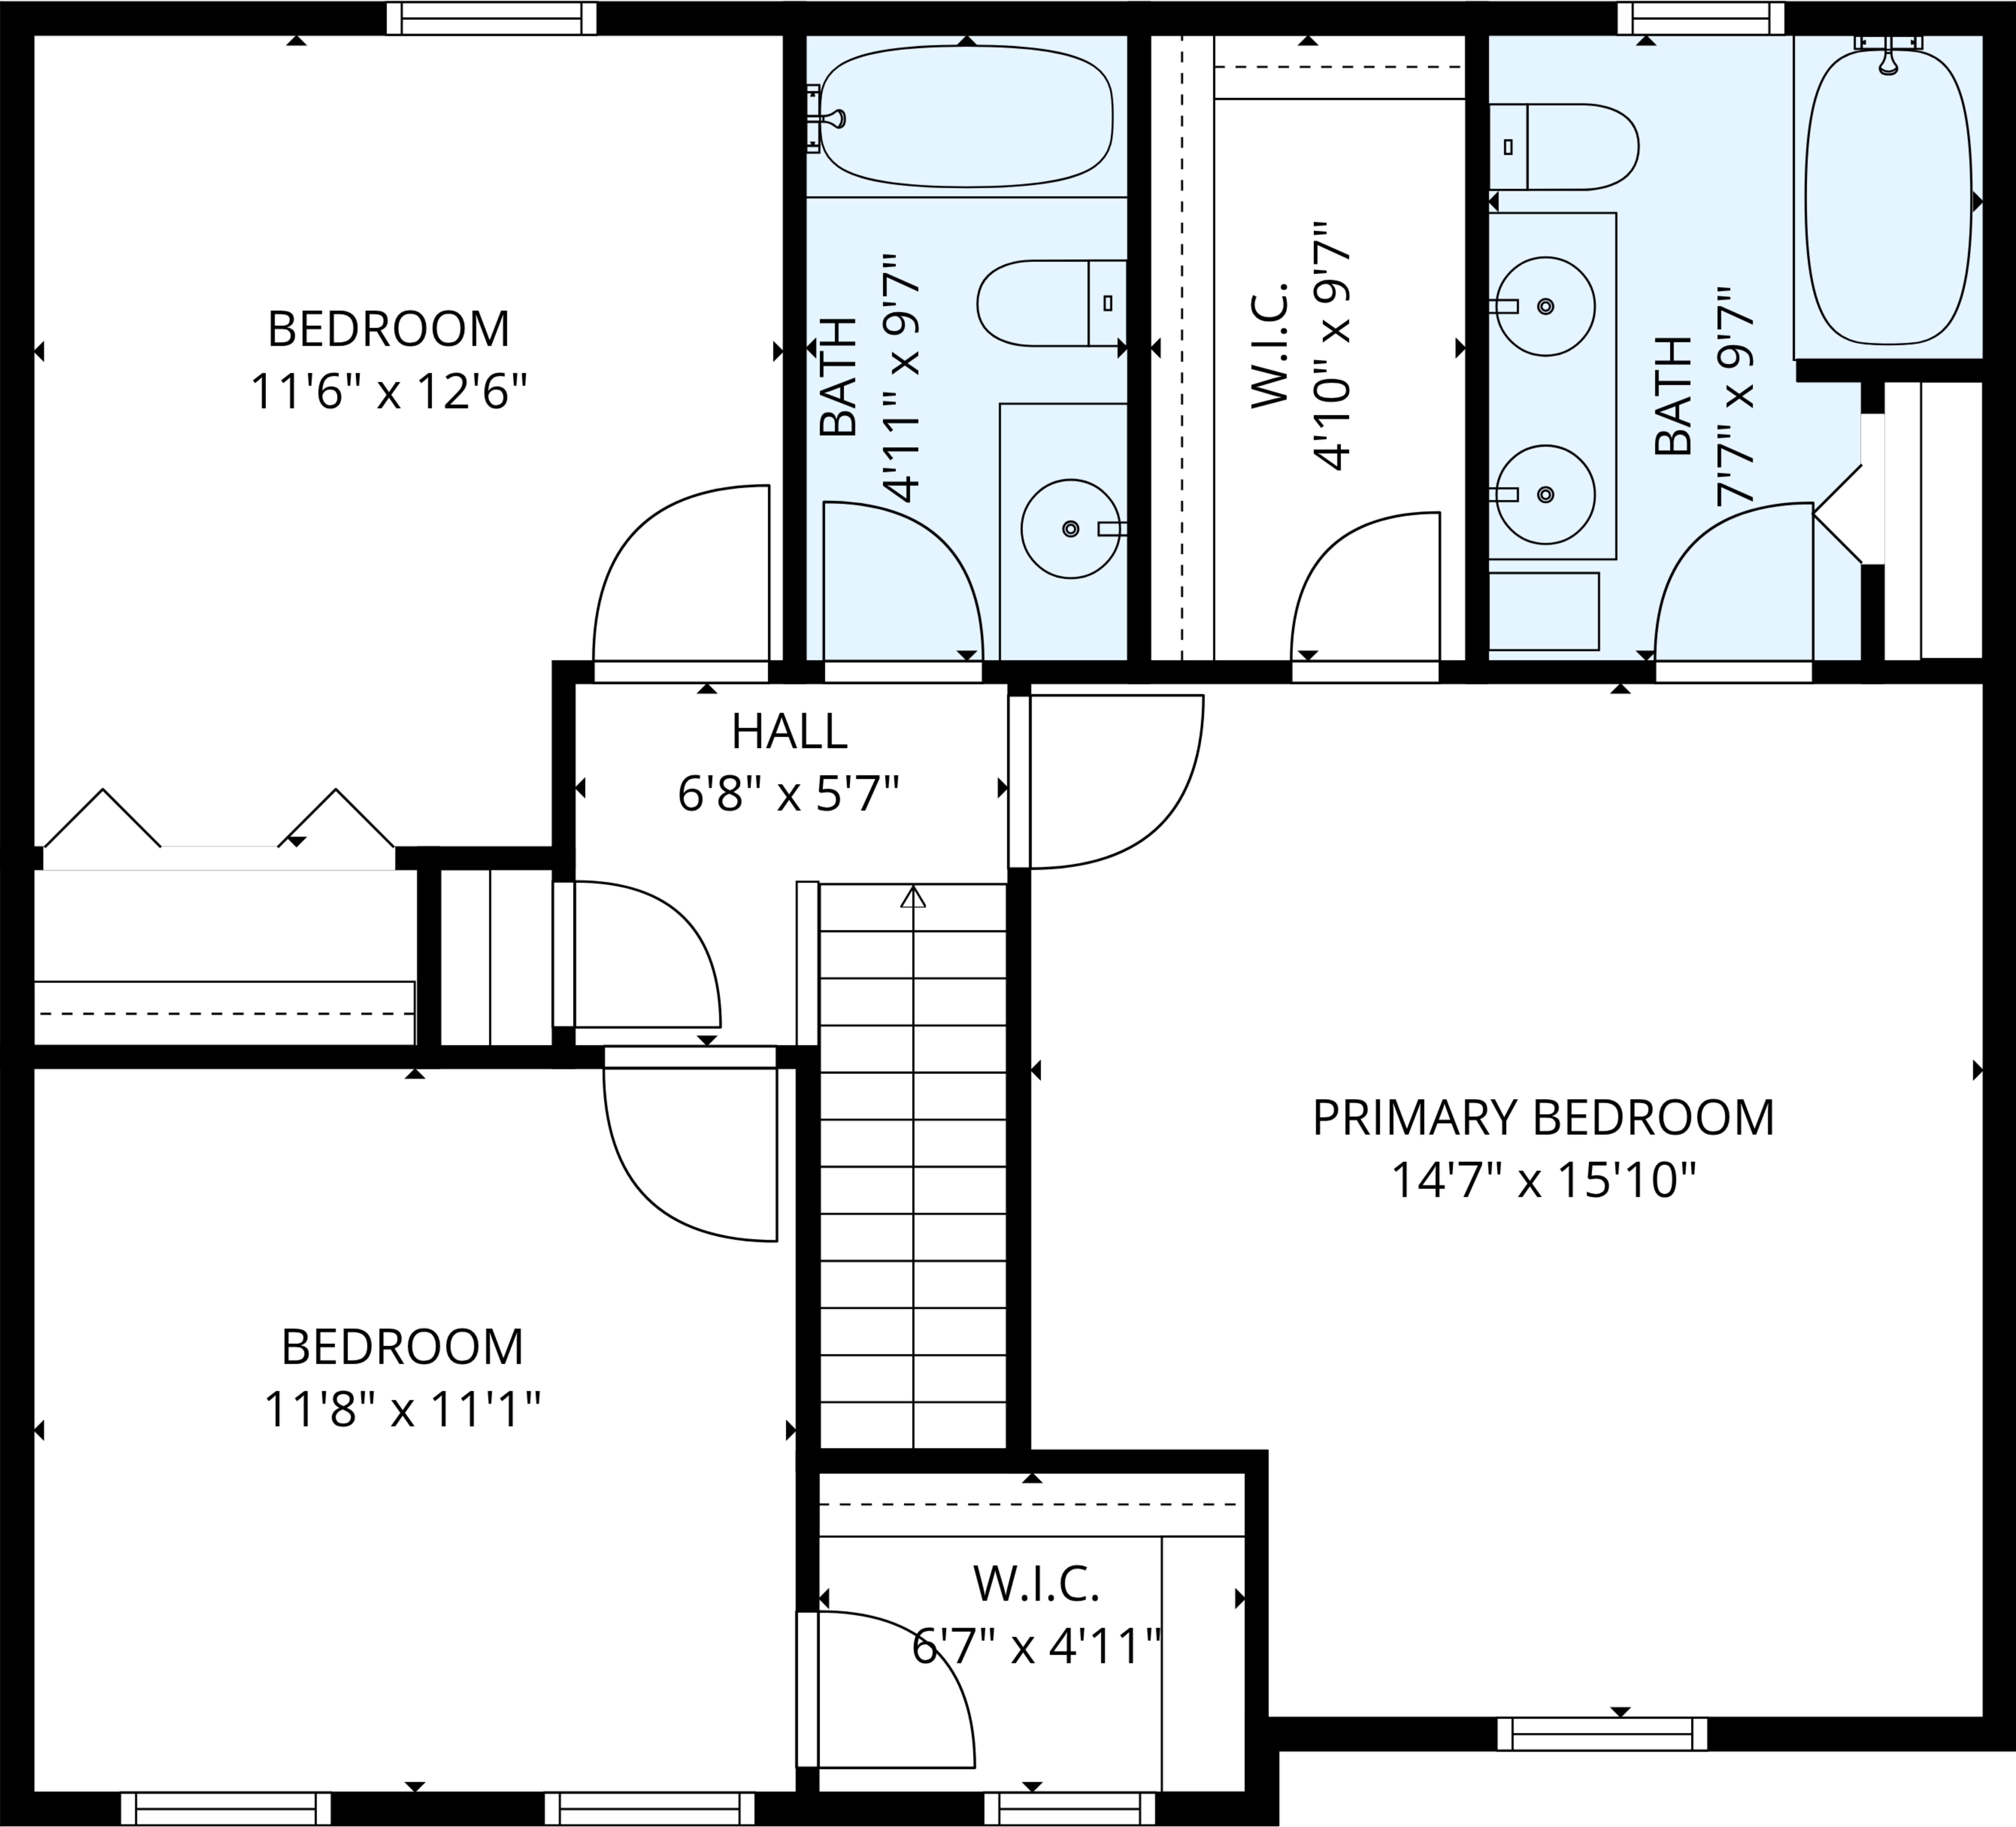 BEDROOM
11'6" x 12'6"
BATH
4'11" x 9'7"
W.I.C.
4'10" x 9'7"
BATH
7'7" x 9'7"
HALL
6'8" x 5'7"
PRIMARY BEDROOM
14'7" x 15'10"
BEDROOM
11'8" x 11'1"
W.I.C.
6'7" x 4'11"